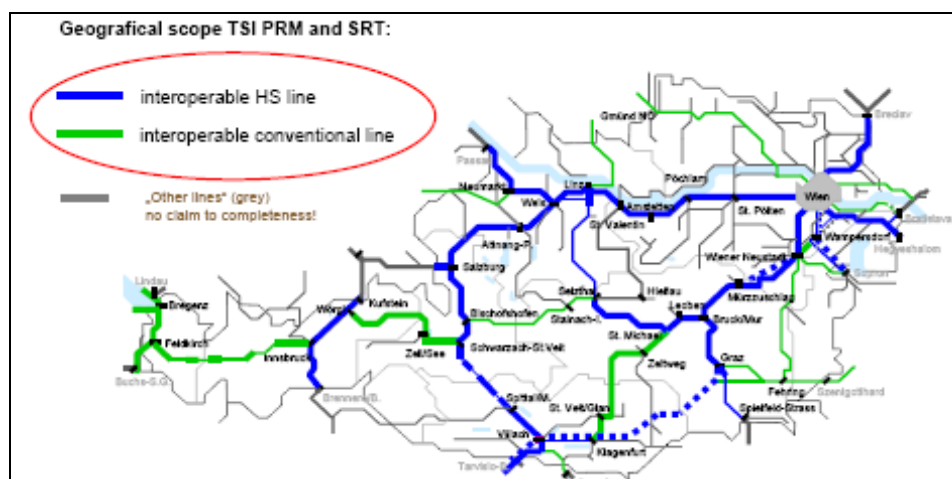 Geografical scope TSI PRM and SRT:
interoperable HS line
interoperable conventional line
„Other lines“ (grey)
no claim to completeness!
Gmünd NÖ
Breclav
Passau
Pöchlarn
Neumarkt
Linz
Wien
Wels
Amstetten
St. Pölten
Bratislava
St. Valentin
Wampersdorf
Attnang-P.
Hegyeshalom
Wiener Neustadt
Salzburg
Sopron
Lindau
Selzthal
Hieflau
Mürzzuschlag
Bregenz
Kufstein
Leoben
Wörgl
Bischofshofen
Stainach-I.
Bruck/Mur
Feldkirch
St. Michael
Innsbruck
Zell/See
Schwarzach-St.Veit
Zeltweg
Graz
Buchs-S.G.
Fehring
Szentgotthard
Brennero/B.
Spittal/M.
St. Veit/Glan
Spielfeld-Strass
Villach
Klagenfurt